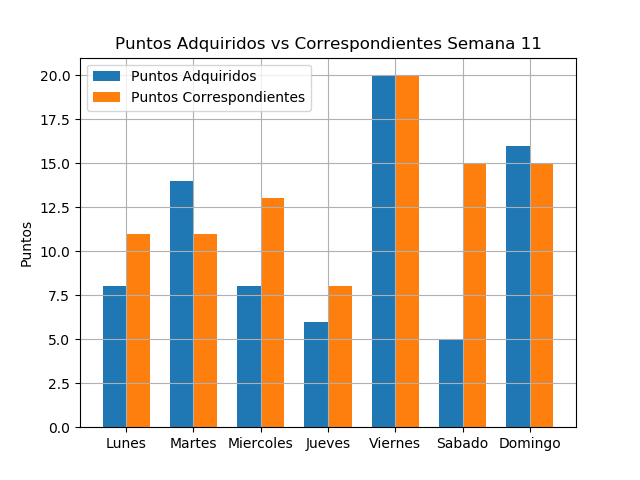 Puntos Adquiridos vs Correspondientes Semana 11
Puntos Adquiridos
Puntos Correspondientes
20.0
17.5
15.0
12.5
10.0
7.5
5.0
2.5
0.0
Puntos
Lunes Martes Miercoles Jueves Viernes Sabado Domingo